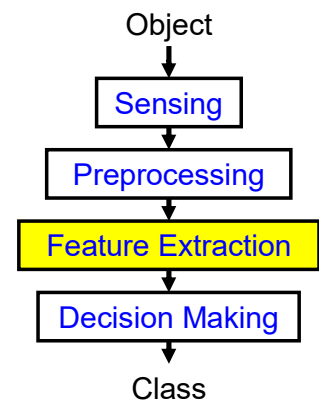 Object
Sensing
Preprocessing
Feature Extraction
Decision Making
Class